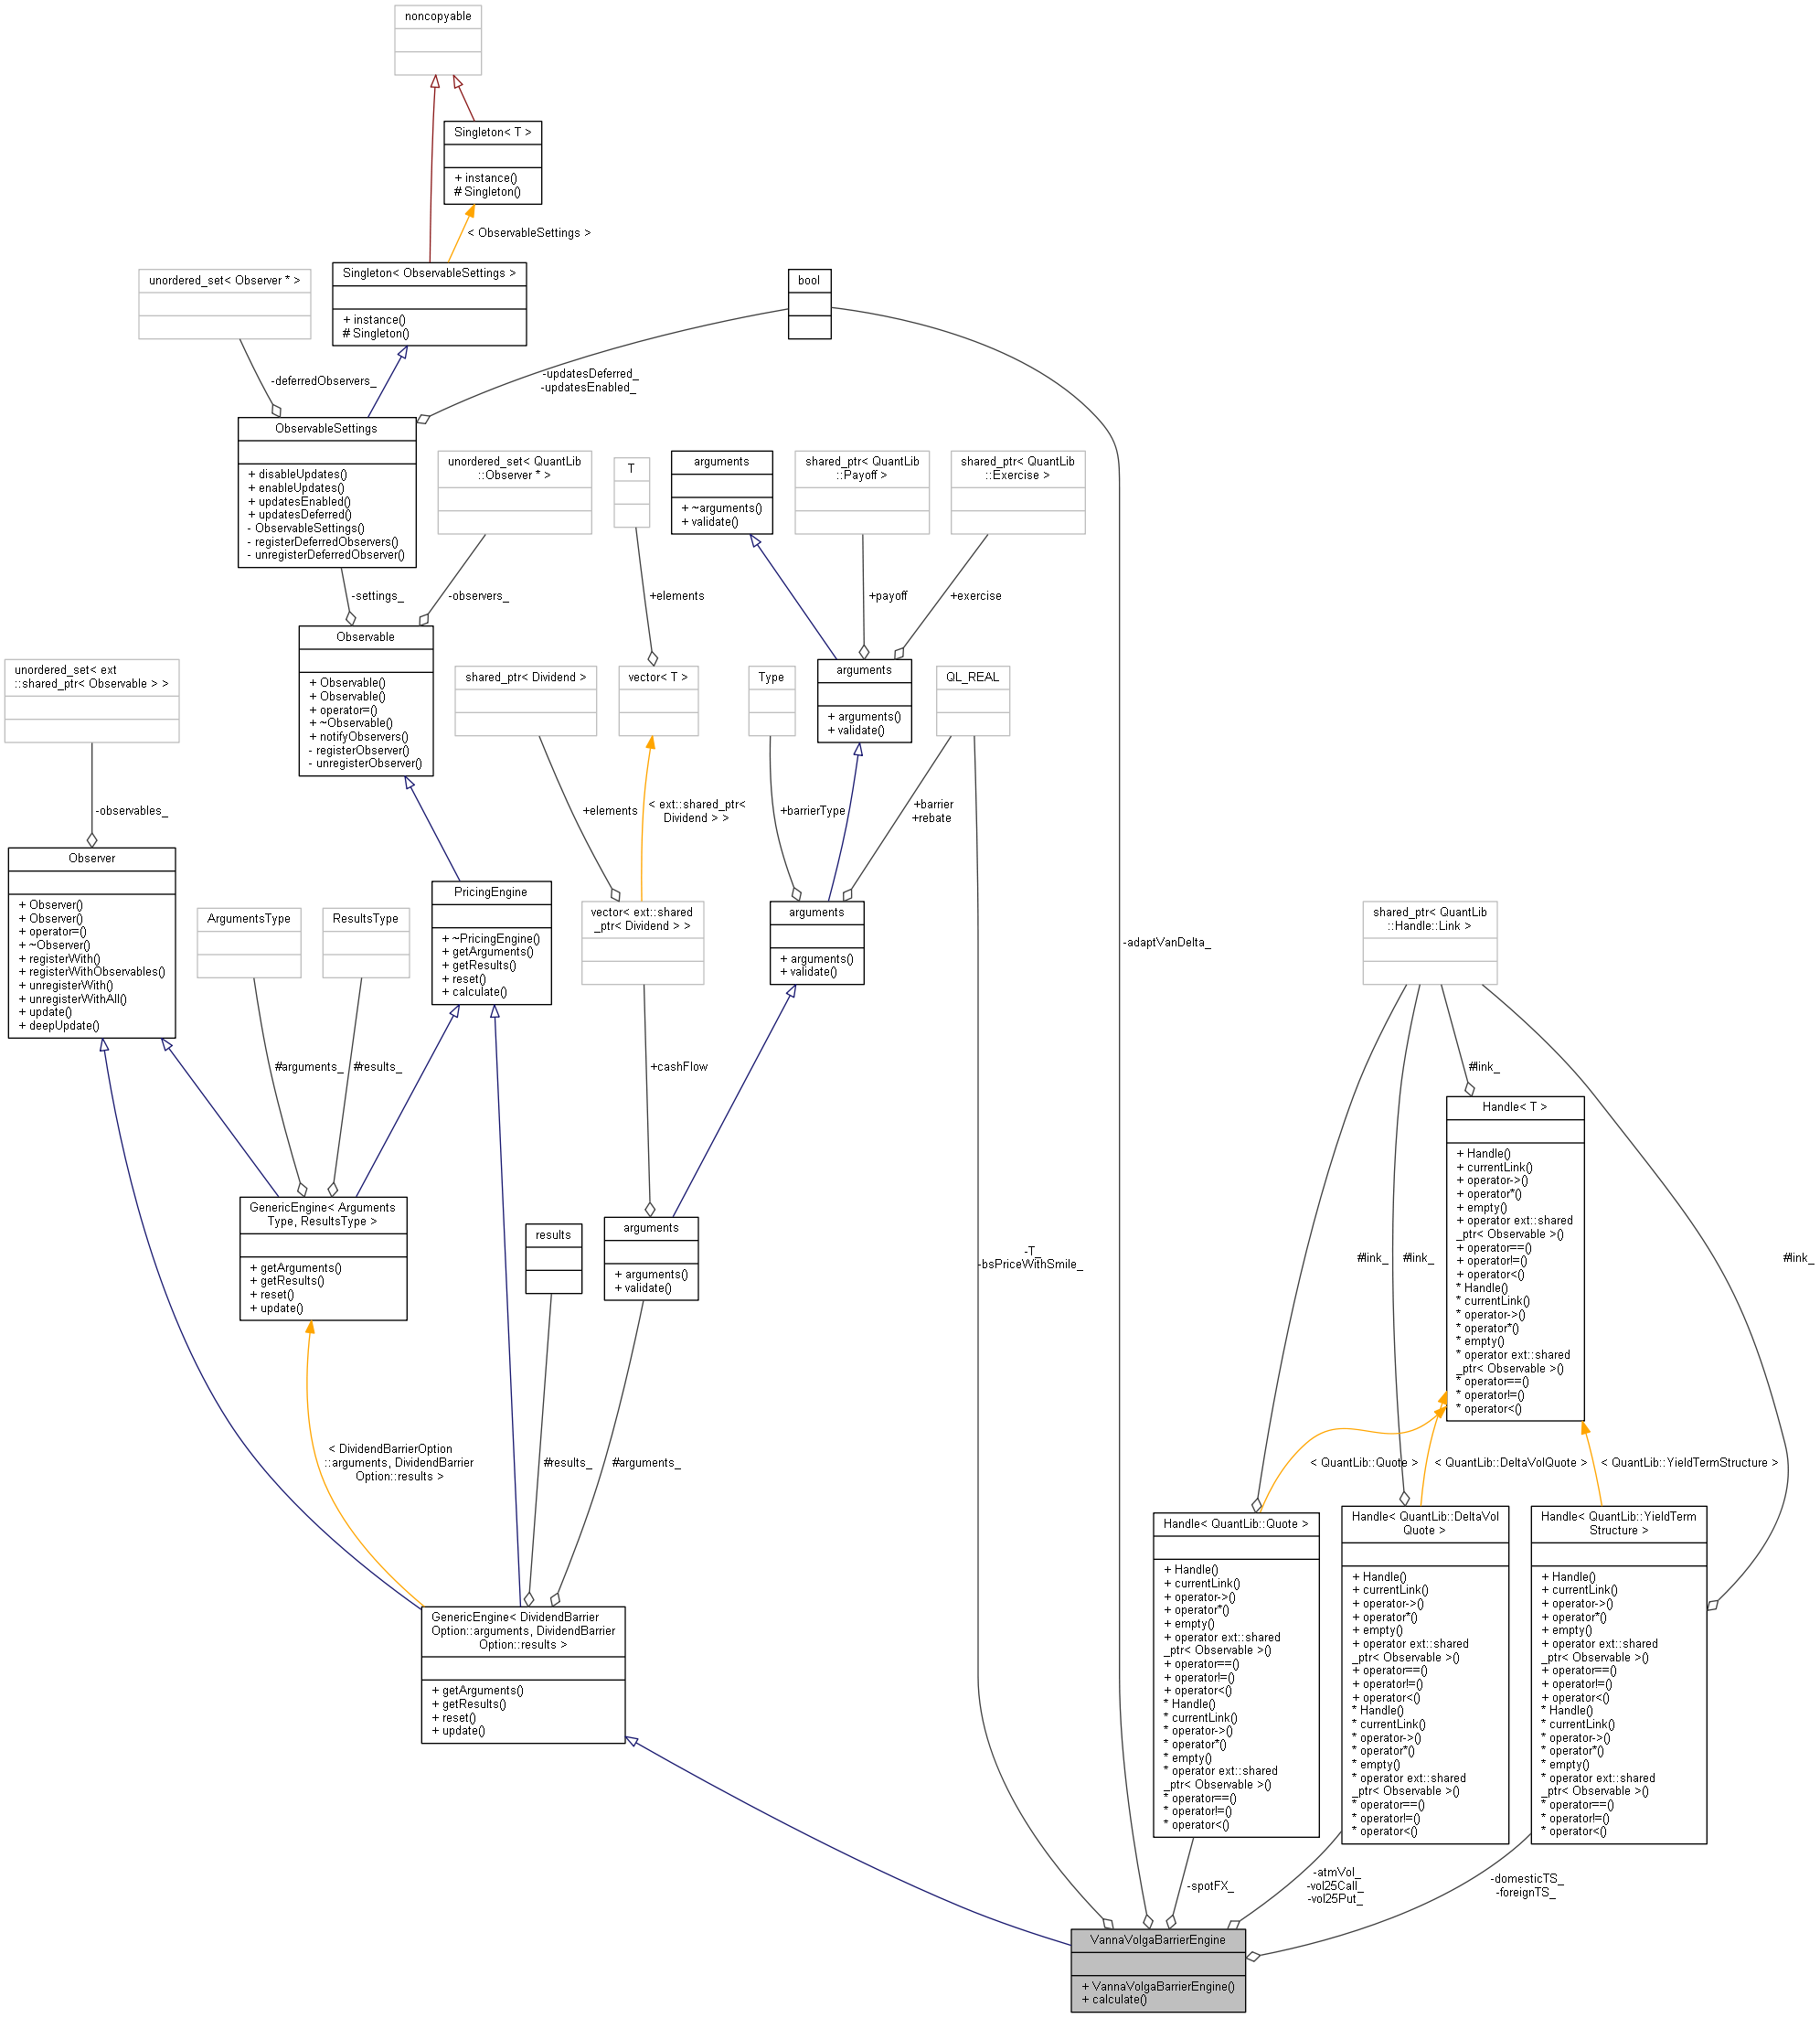 noncopyable
Singleton< T >
+ instance()
# Singleton()
< ObservableSettings >
unordered_set< Observer * >
Singleton< ObservableSettings >
+ instance()
# Singleton()
bool
-deferredObservers_
-updatesDeferred_
-updatesEnabled_
ObservableSettings
+ disableUpdates()
+ enableUpdates()
+ updatesEnabled()
+ updatesDeferred()
- ObservableSettings()
- registerDeferredObservers()
- unregisterDeferredObserver()
unordered_set< QuantLib
::Observer * >
T
arguments
+ ~arguments()
+ validate()
shared_ptr< QuantLib
::Payoff >
shared_ptr< QuantLib
::Exercise >
-settings_
-observers_
+elements
+payoff
+exercise
unordered_set< ext
::shared_ptr< Observable > >
Observable
+ Observable()
+ Observable()
+ operator=()
+ ~Observable()
+ notifyObservers()
- registerObserver()
- unregisterObserver()
shared_ptr< Dividend >
vector< T >
Type
arguments
+ arguments()
+ validate()
QL_REAL
-observables_
+elements
< ext::shared_ptr<
Dividend > >
+barrierType
+barrier
+rebate
Observer
+ Observer()
+ Observer()
+ operator=()
+ ~Observer()
+ registerWith()
+ registerWithObservables()
+ unregisterWith()
+ unregisterWithAll()
+ update()
+ deepUpdate()
ArgumentsType
ResultsType
PricingEngine
+ ~PricingEngine()
+ getArguments()
+ getResults()
+ reset()
+ calculate()
vector< ext::shared
_ptr< Dividend > >
arguments
+ arguments()
+ validate()
-adaptVanDelta_
shared_ptr< QuantLib
::Handle::Link >
#arguments_
#results_
+cashFlow
#link_
Handle< T >
+ Handle()
+ currentLink()
+ operator->()
+ operator*()
+ empty()
+ operator ext::shared
_ptr< Observable >()
+ operator==()
+ operator!=()
+ operator<()
* Handle()
* currentLink()
* operator->()
* operator*()
* empty()
* operator ext::shared
_ptr< Observable >()
* operator==()
* operator!=()
* operator<()
GenericEngine< Arguments
Type, ResultsType >
+ getArguments()
+ getResults()
+ reset()
+ update()
results
arguments
+ arguments()
+ validate()
-T_
-bsPriceWithSmile_
#link_
#link_
#link_
< DividendBarrierOption
::arguments, DividendBarrier
Option::results >
#results_
#arguments_
< QuantLib::Quote >
< QuantLib::DeltaVolQuote >
< QuantLib::YieldTermStructure >
GenericEngine< DividendBarrier
Option::arguments, DividendBarrier
Option::results >
+ getArguments()
+ getResults()
+ reset()
+ update()
Handle< QuantLib::Quote >
+ Handle()
+ currentLink()
+ operator->()
+ operator*()
+ empty()
+ operator ext::shared
_ptr< Observable >()
+ operator==()
+ operator!=()
+ operator<()
* Handle()
* currentLink()
* operator->()
* operator*()
* empty()
* operator ext::shared
_ptr< Observable >()
* operator==()
* operator!=()
* operator<()
Handle< QuantLib::DeltaVol
Quote >
+ Handle()
+ currentLink()
+ operator->()
+ operator*()
+ empty()
+ operator ext::shared
_ptr< Observable >()
+ operator==()
+ operator!=()
+ operator<()
* Handle()
* currentLink()
* operator->()
* operator*()
* empty()
* operator ext::shared
_ptr< Observable >()
* operator==()
* operator!=()
* operator<()
Handle< QuantLib::YieldTerm
Structure >
+ Handle()
+ currentLink()
+ operator->()
+ operator*()
+ empty()
+ operator ext::shared
_ptr< Observable >()
+ operator==()
+ operator!=()
+ operator<()
* Handle()
* currentLink()
* operator->()
* operator*()
* empty()
* operator ext::shared
_ptr< Observable >()
* operator==()
* operator!=()
* operator<()
-spotFX_
-atmVol_
-vol25Call_
-vol25Put_
-domesticTS_
-foreignTS_
VannaVolgaBarrierEngine
+ VannaVolgaBarrierEngine()
+ calculate()